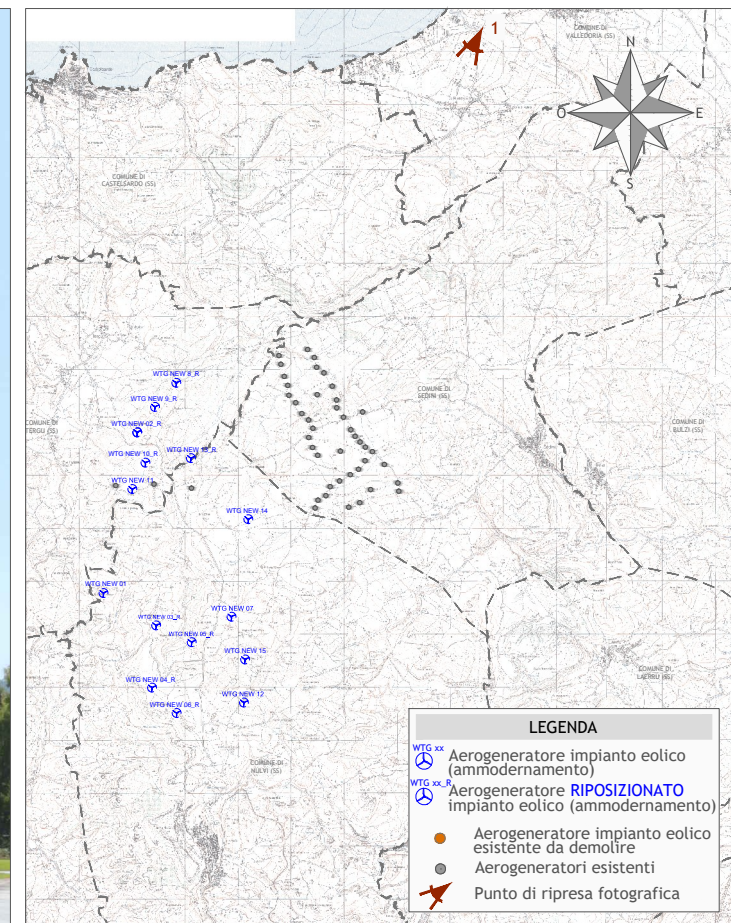 1
COMUNE DI
VALLEDORIA (SS)
N
O
E
S
COMUNE DI
CASTELSARDO (SS)
WTG NEW 8_R
WTG NEW 9_R
COMUNE DI
SEDINI (SS)
COMUNE DI
TERGU (SS)
WTG NEW 02_R
COMUNE DI
BULZI (SS)
WTG NEW 10_R
WTG NEW 13_R
WTG NEW 11
WTG NEW 14
WTG NEW 01
WTG NEW 07
WTG NEW 03_R
WTG NEW 05_R
WTG NEW 15
COMUNE DI
LAERRU (SS)
WTG NEW 04_R
WTG NEW 12
WTG NEW 06_R
COMUNE DI
NULVI (SS)
LEGENDA
WTG xx
Aerogeneratore impianto eolico
(ammodernamento)
WTG xx_R
Aerogeneratore RIPOSIZIONATO
impianto eolico (ammodernamento)
Aerogeneratore impianto eolico
esistente da demolire
Aerogeneratori esistenti
Punto di ripresa fotografica